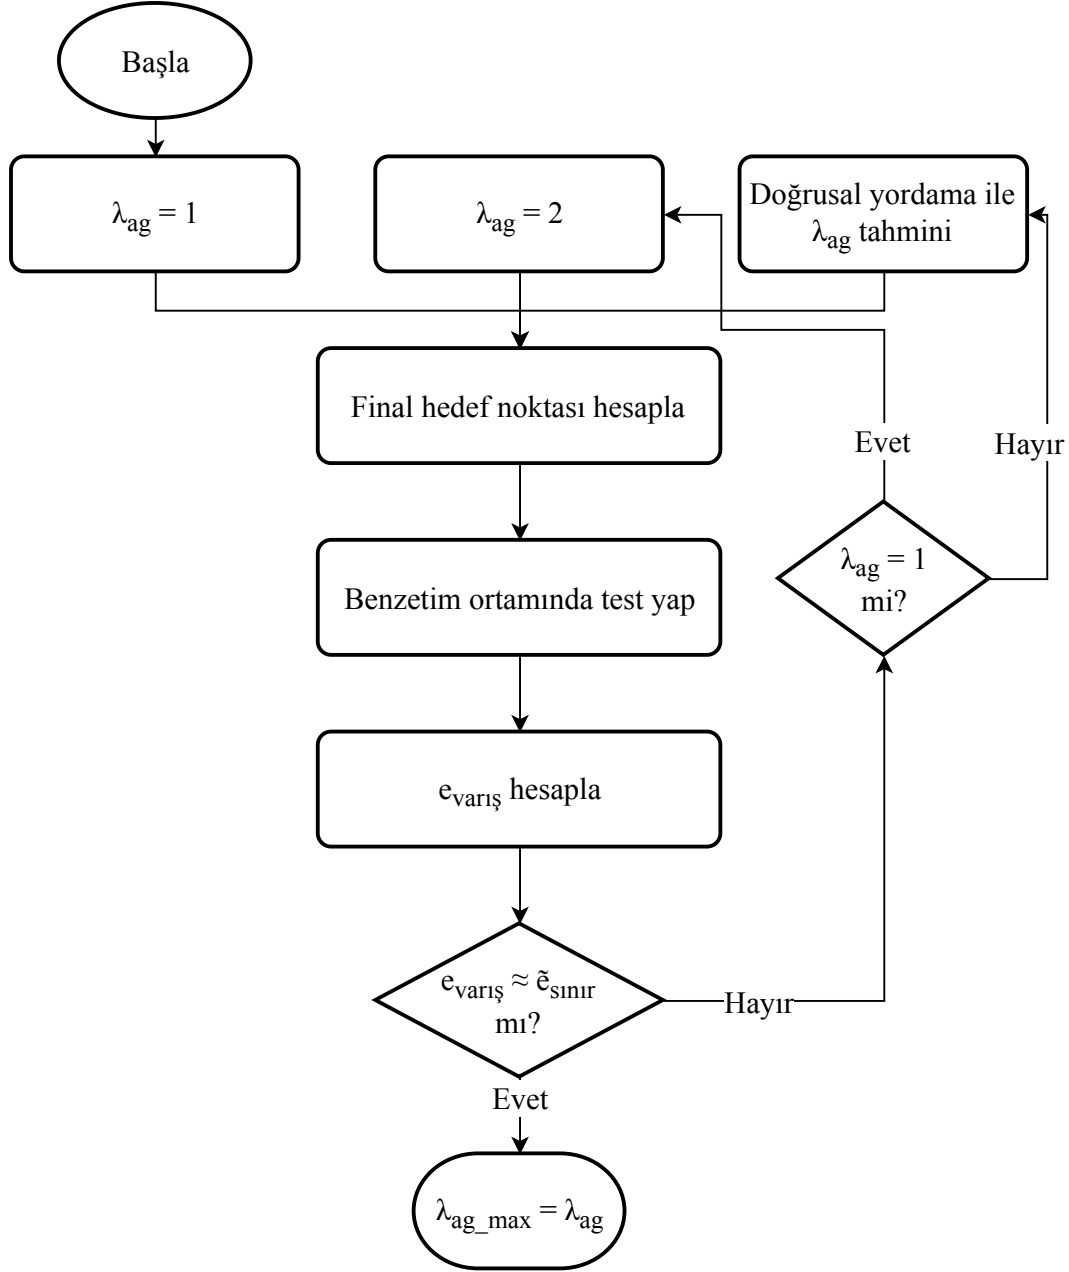 Başla
λag = 1
λag = 2
Doğrusal yordama ile
λag tahmini
Final hedef noktası hesapla
Evet
Hayır
λag = 1
mi?
Benzetim ortamında test yap
evarış hesapla
evarış ≈ ẽsınır
mı?
Hayır
Evet
λag_max = λag